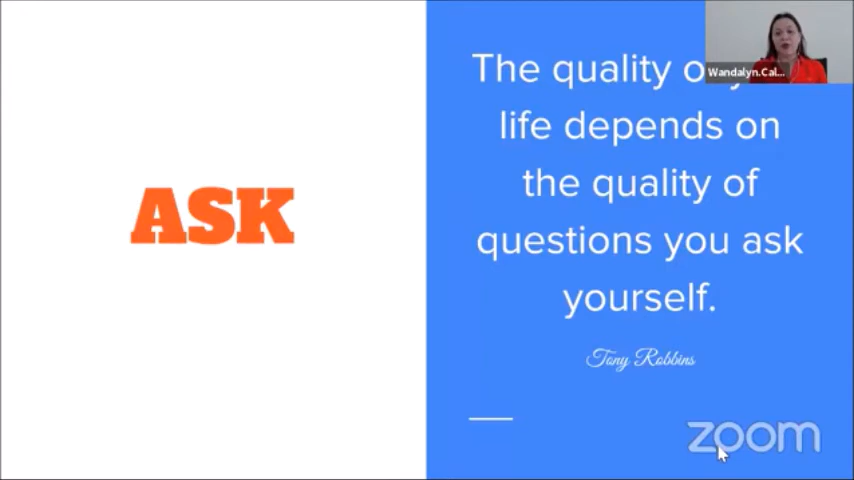 ASK
The quality
life depends on
the quality of
questions you ask
yourself.
Tony Robbins
Wandalyn.Cal...
zoom